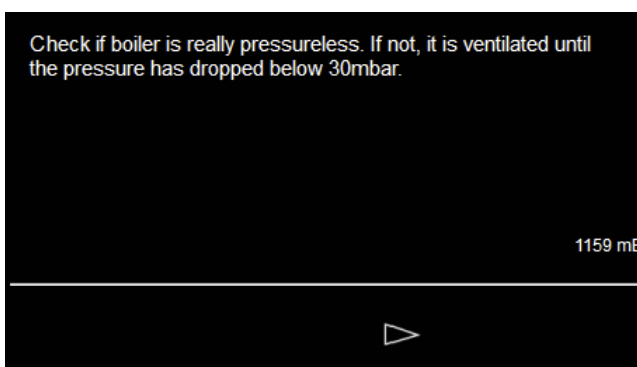 Check if boiler is really pressureless. If not, it is ventilated until
the pressure has dropped below 30mbar.
1159